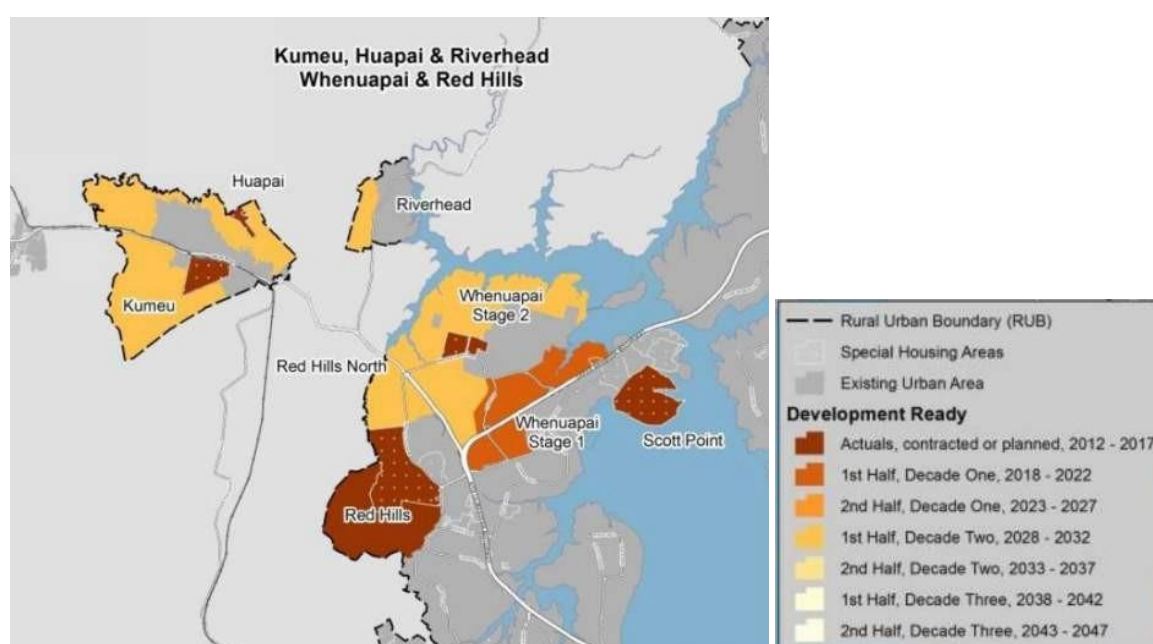 Kumeu, Huapai & Riverhead
Whenuapai & Red Hills
Huapai
Riverhead
Kumeu
Whenuapai
Stage 2
Red Hills North
Whenuapai
Stage 1
Scott Point
Red Hills
Rural Urban Boundary (RUB)
Special Housing Areas
Existing Urban Area
Development Ready
Actuals, contracted or planned, 2012 - 2017
1st Half, Decade One, 2018 - 2022
2nd Half, Decade One, 2023 - 2027
1st Half, Decade Two, 2028 - 2032
2nd Half, Decade Two, 2033 - 2037
1st Half, Decade Three, 2038 - 2042
2nd Half, Decade Three, 2043 - 2047